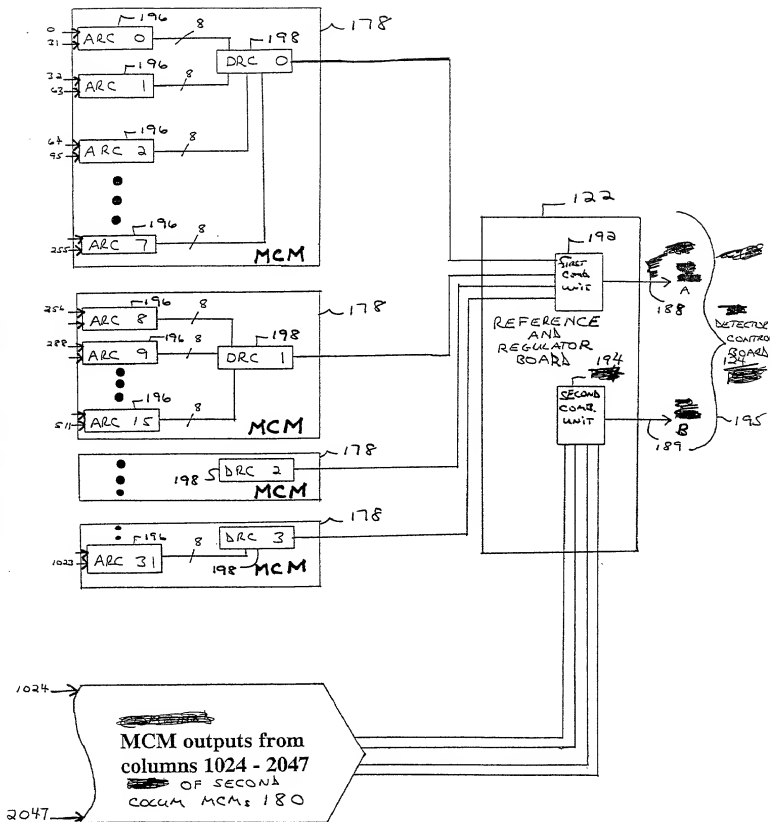 0
31
ARC 0
196
8
198
DRC 0
178
32
63
ARC 1
196
8
64
95
ARC 2
196
8
255
ARC 7
196
8
MCM
256
ARC 8
196
8
178
288
ARC 9
196
8
198
DRC 1
511
ARC 15
196
8
MCM
178
198
DRC 2
MCM
178
1023
ARC 31
196
8
DRC 3
198
MCM
122
192
FIRST
COMB
UNIT
REFERENCE
AND
REGULATOR
BOARD
194
SECOND
COMB.
UNIT
A
188
B
189
DETECTOR
CONTROL
BOARD
124
195
1024
2047
MCM outputs from
columns 1024 - 2047
OF SECOND
COLUM MCMs 180